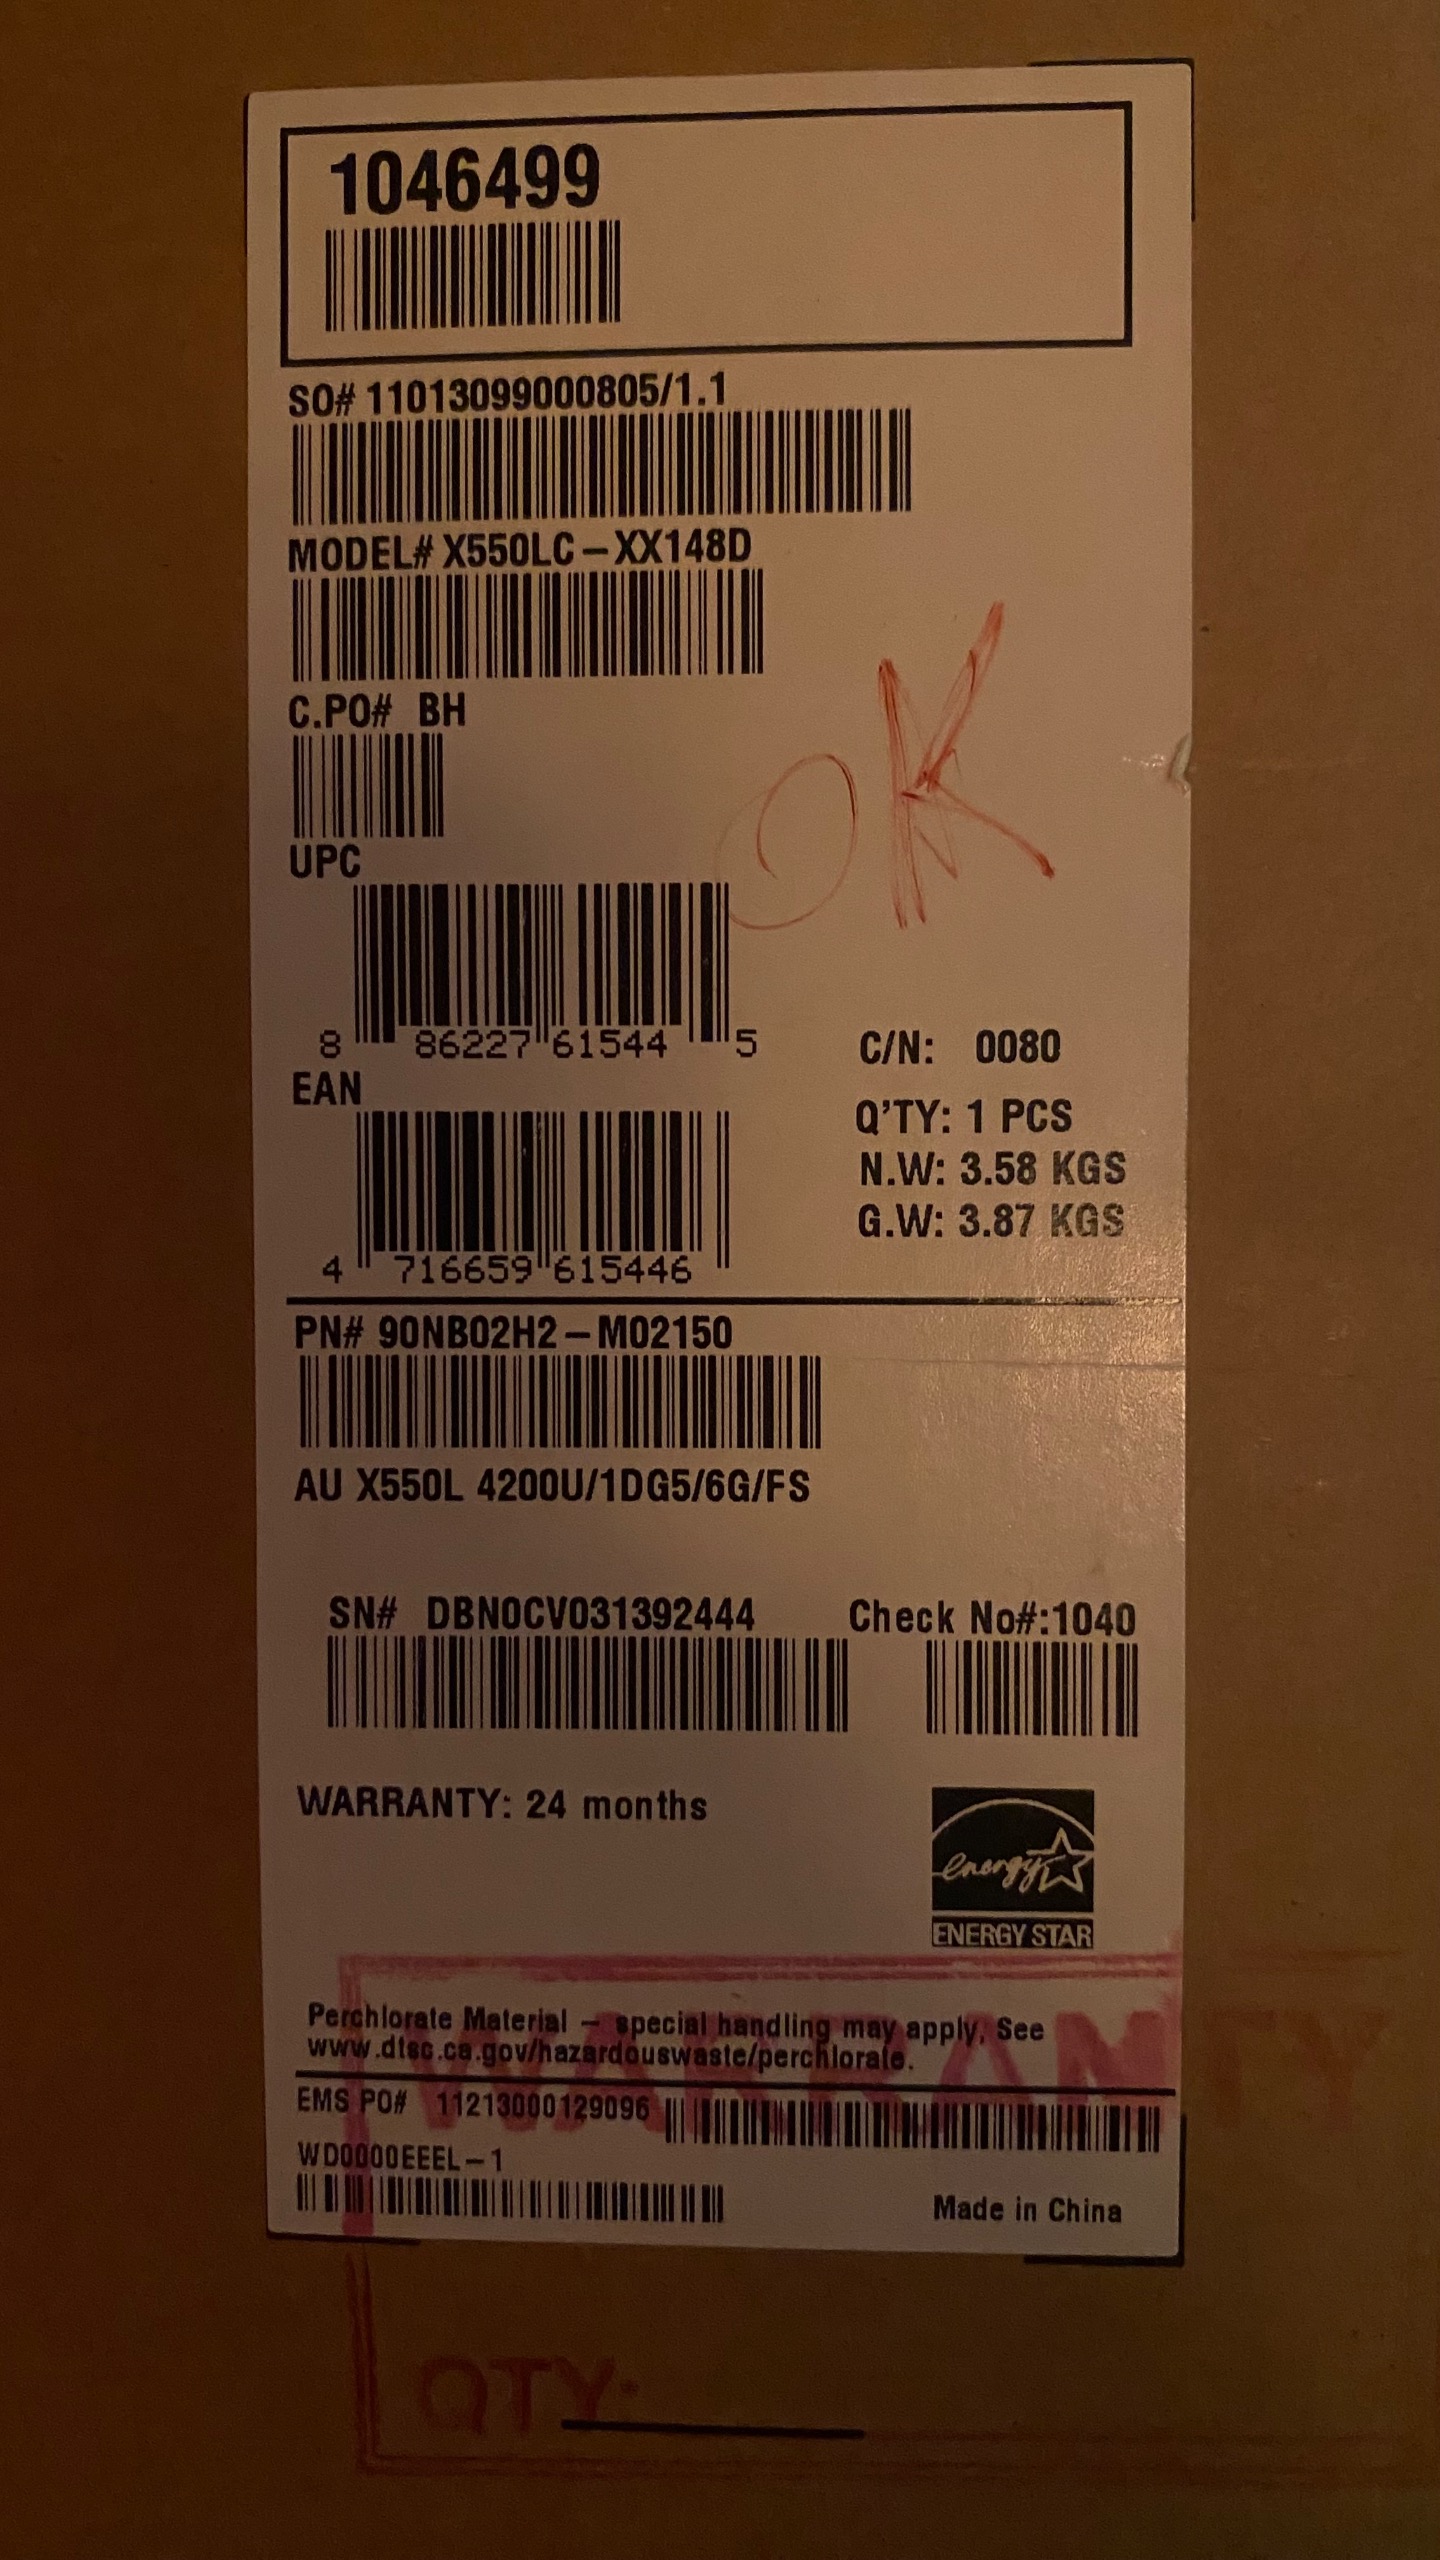 1046499
SO# 11013099000805/1.1
MODEL# X550LC-XX148D
C.PO# BH
OK
UPC
8 86227 61544 5
C/N: 0080
EAN
Q'TY: 1 PCS
N.W: 3.58 KGS
G.W: 3.87 KGS
4 716659 615446
PN# 90NB02H2-M02150
AU X550L 4200U/1DG5/6G/FS
SN# DBN0CV031392444 Check No#:1040
WARRANTY: 24 months
energy
ENERGY STAR
Perchlorate Material - special handling may apply. See
www.dtsc.ca.gov/hazardouswaste/perchlorate.
WARRANTY
EMS PO# 11213000129096
WD0000EEEL-1
Made in China
QTY: